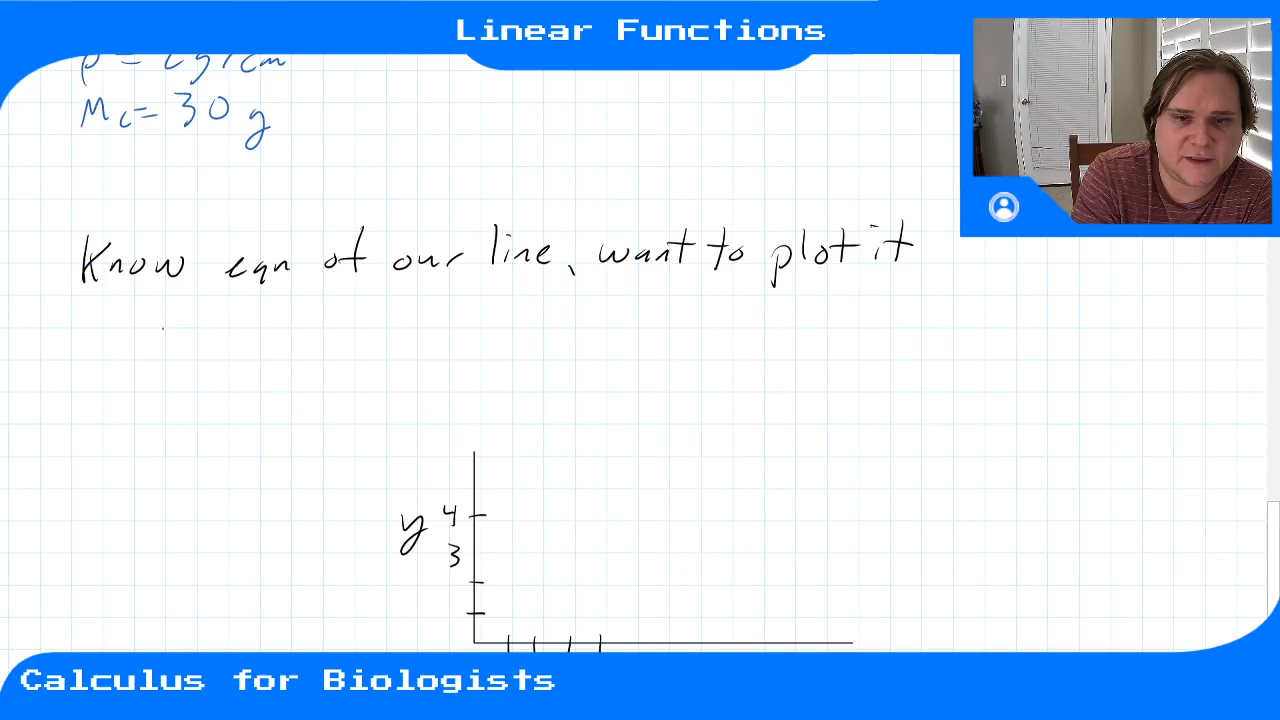 Linear Functions
M_c = 30 g
Know eqn of our line, want to plot it
y 4
3
Calculus for Biologists